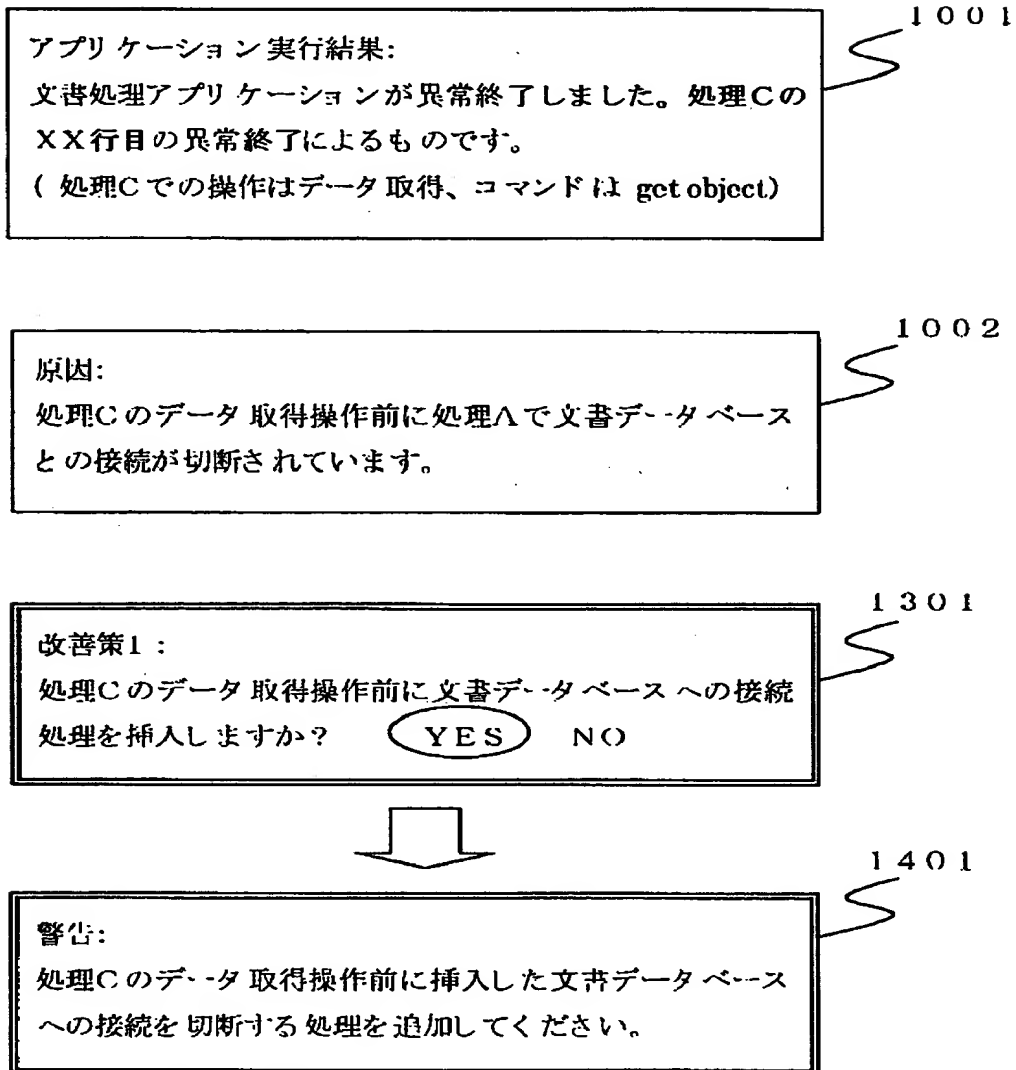 1001
アプリケーション実行結果:
文書処理アプリケーションが異常終了しました。処理Cの
XX行目の異常終了によるものです。
(処理Cでの操作はデータ取得、コマンドは get object)
1002
原因:
処理Cのデータ取得操作前に処理Aで文書データベース
との接続が切断されています。
1301
改善策1:
処理Cのデータ取得操作前に文書データベースへの接続
処理を挿入しますか? YES NO
1401
警告:
処理Cのデータ取得操作前に挿入した文書データベース
への接続を切断する処理を追加してください。